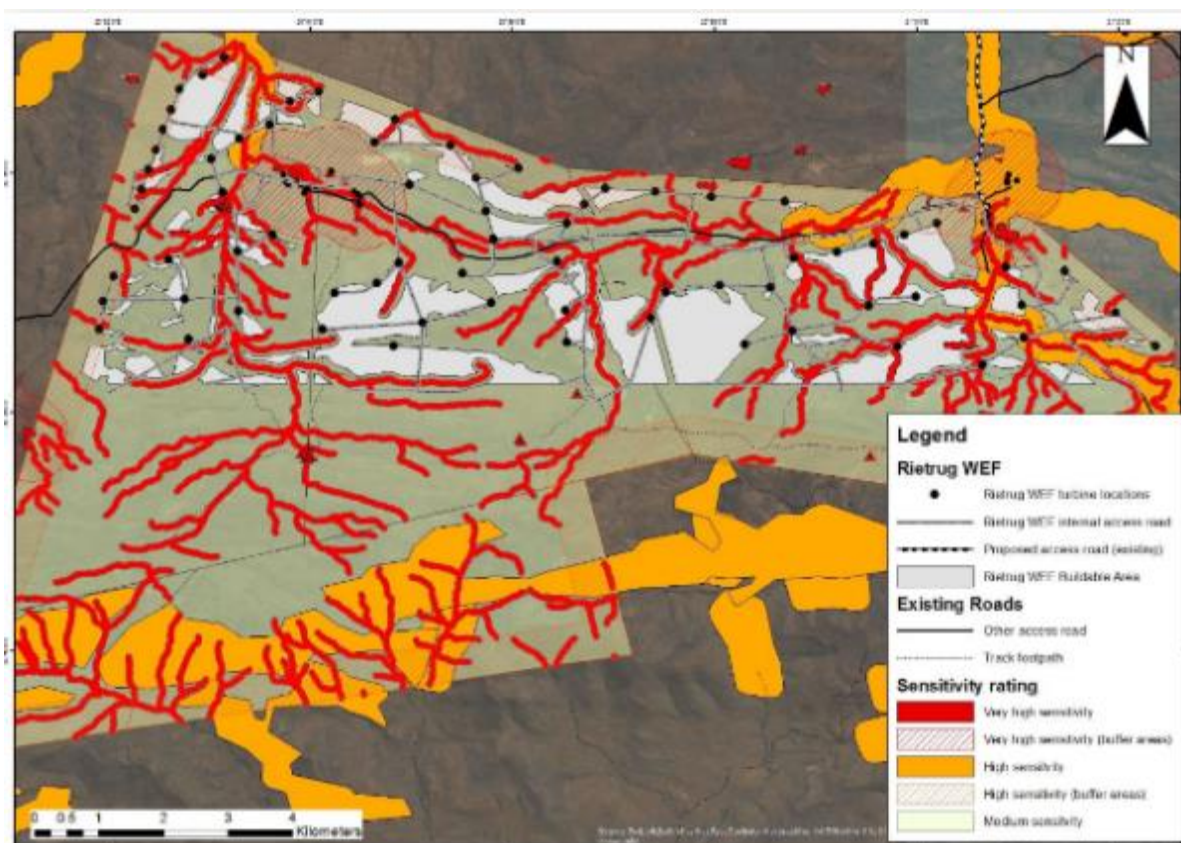 N
Legend
Rietrug WEF
Rietrug WEF turbine locations
Rietrug WEF internal access road
Proposed access road (existing)
Rietrug WEF Buildable Area
Existing Roads
Other access road
Track footpath
Sensitivity rating
Very high sensitivity
Very high sensitivity (buffer areas)
High sensitivity
High sensitivity (buffer areas)
Medium sensitivity
0 0.5 1 2 3 4
Kilometers